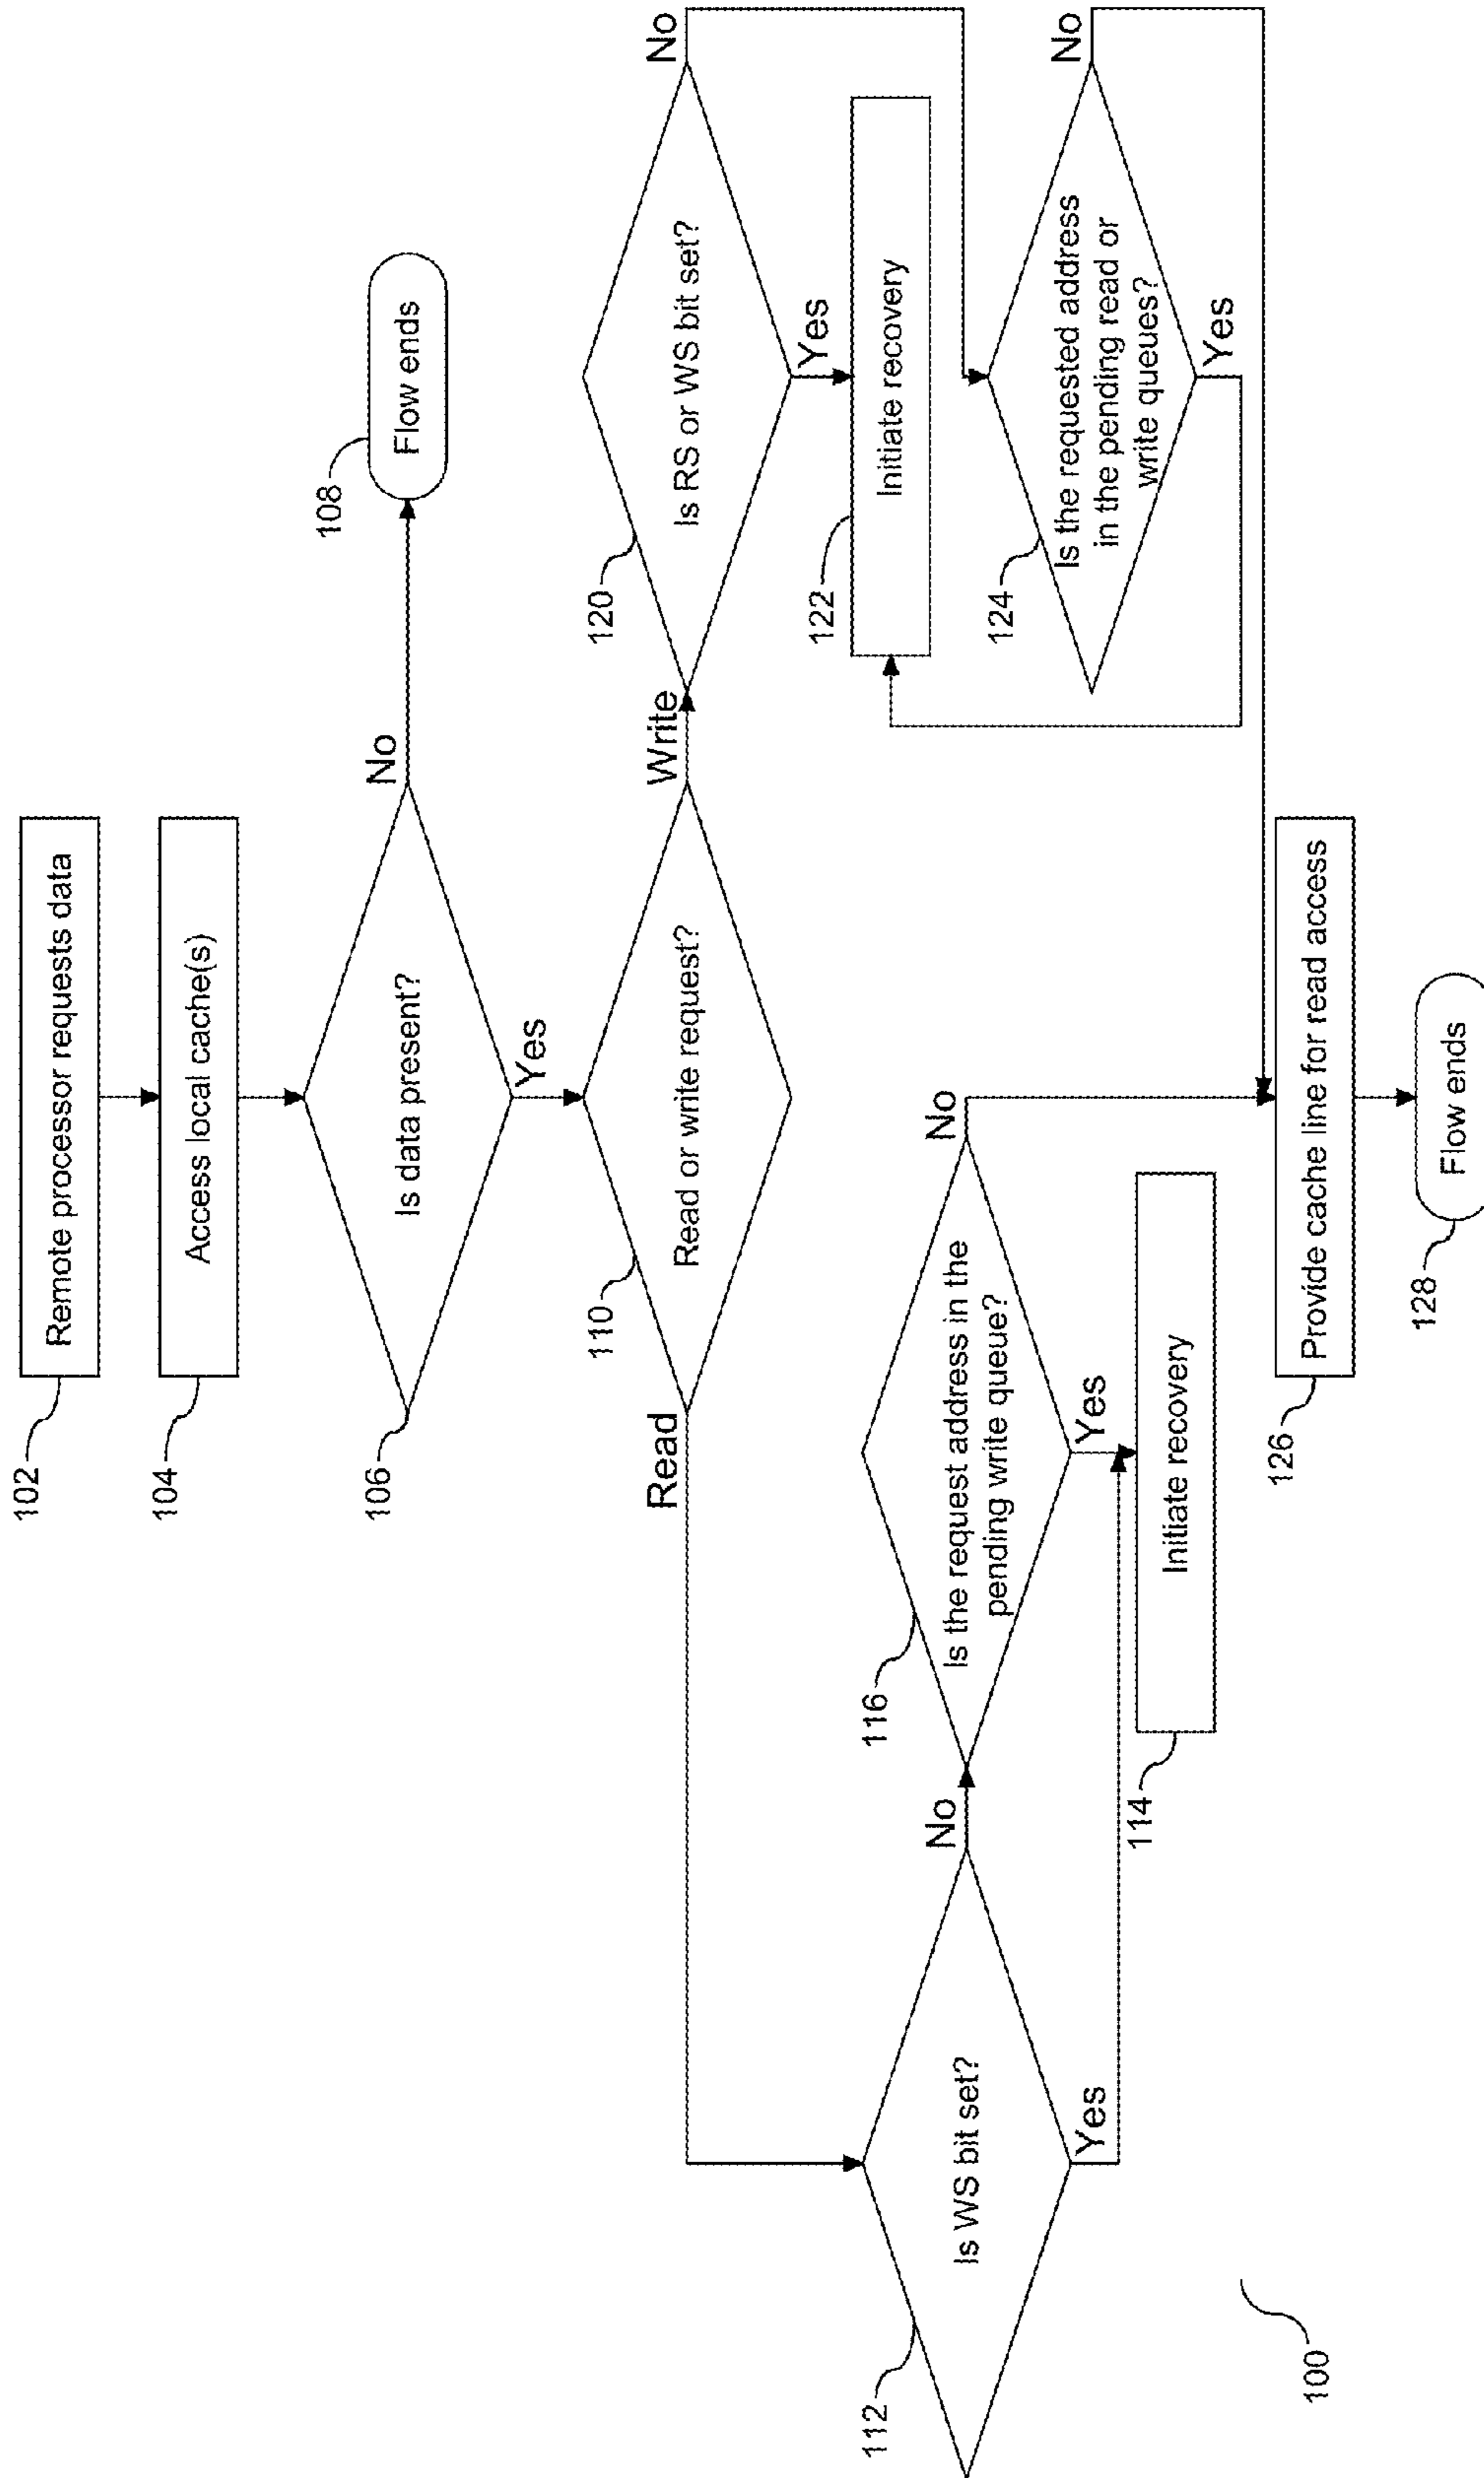 102
Remote processor requests data
104
Access local cache(s)
106
Is data present?
No
108
Flow ends
Yes
110
Read or write request?
Read
Write
120
Is RS or WS bit set?
No
Yes
122
Initiate recovery
124
Is the requested address
in the pending read or
write queues?
No
Yes
112
Is WS bit set?
No
Yes
116
Is the request address in the
pending write queue?
No
Yes
114
Initiate recovery
126
Provide cache line for read access
128
Flow ends
100